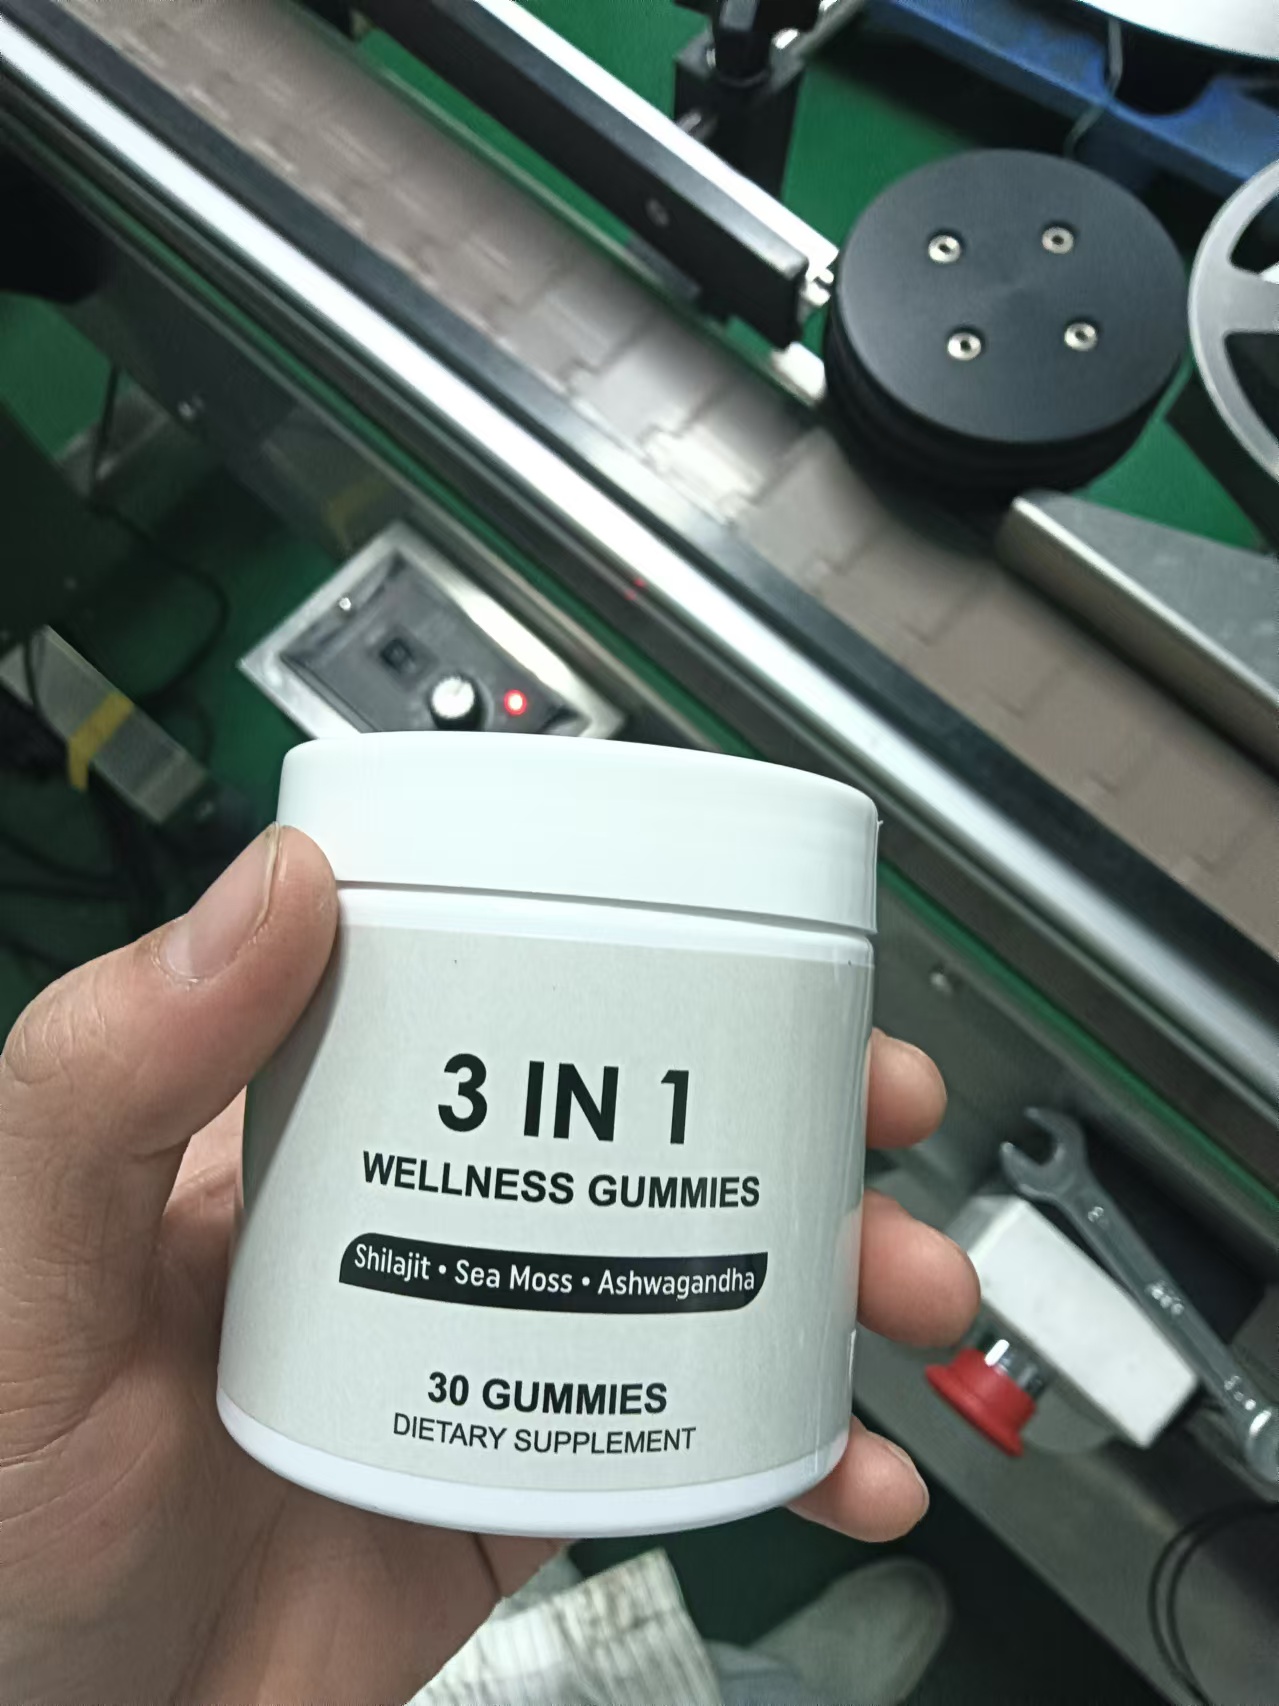 3 IN 1
WELLNESS GUMMIES
Shilajit • Sea Moss • Ashwagandha
30 GUMMIES
DIETARY SUPPLEMENT